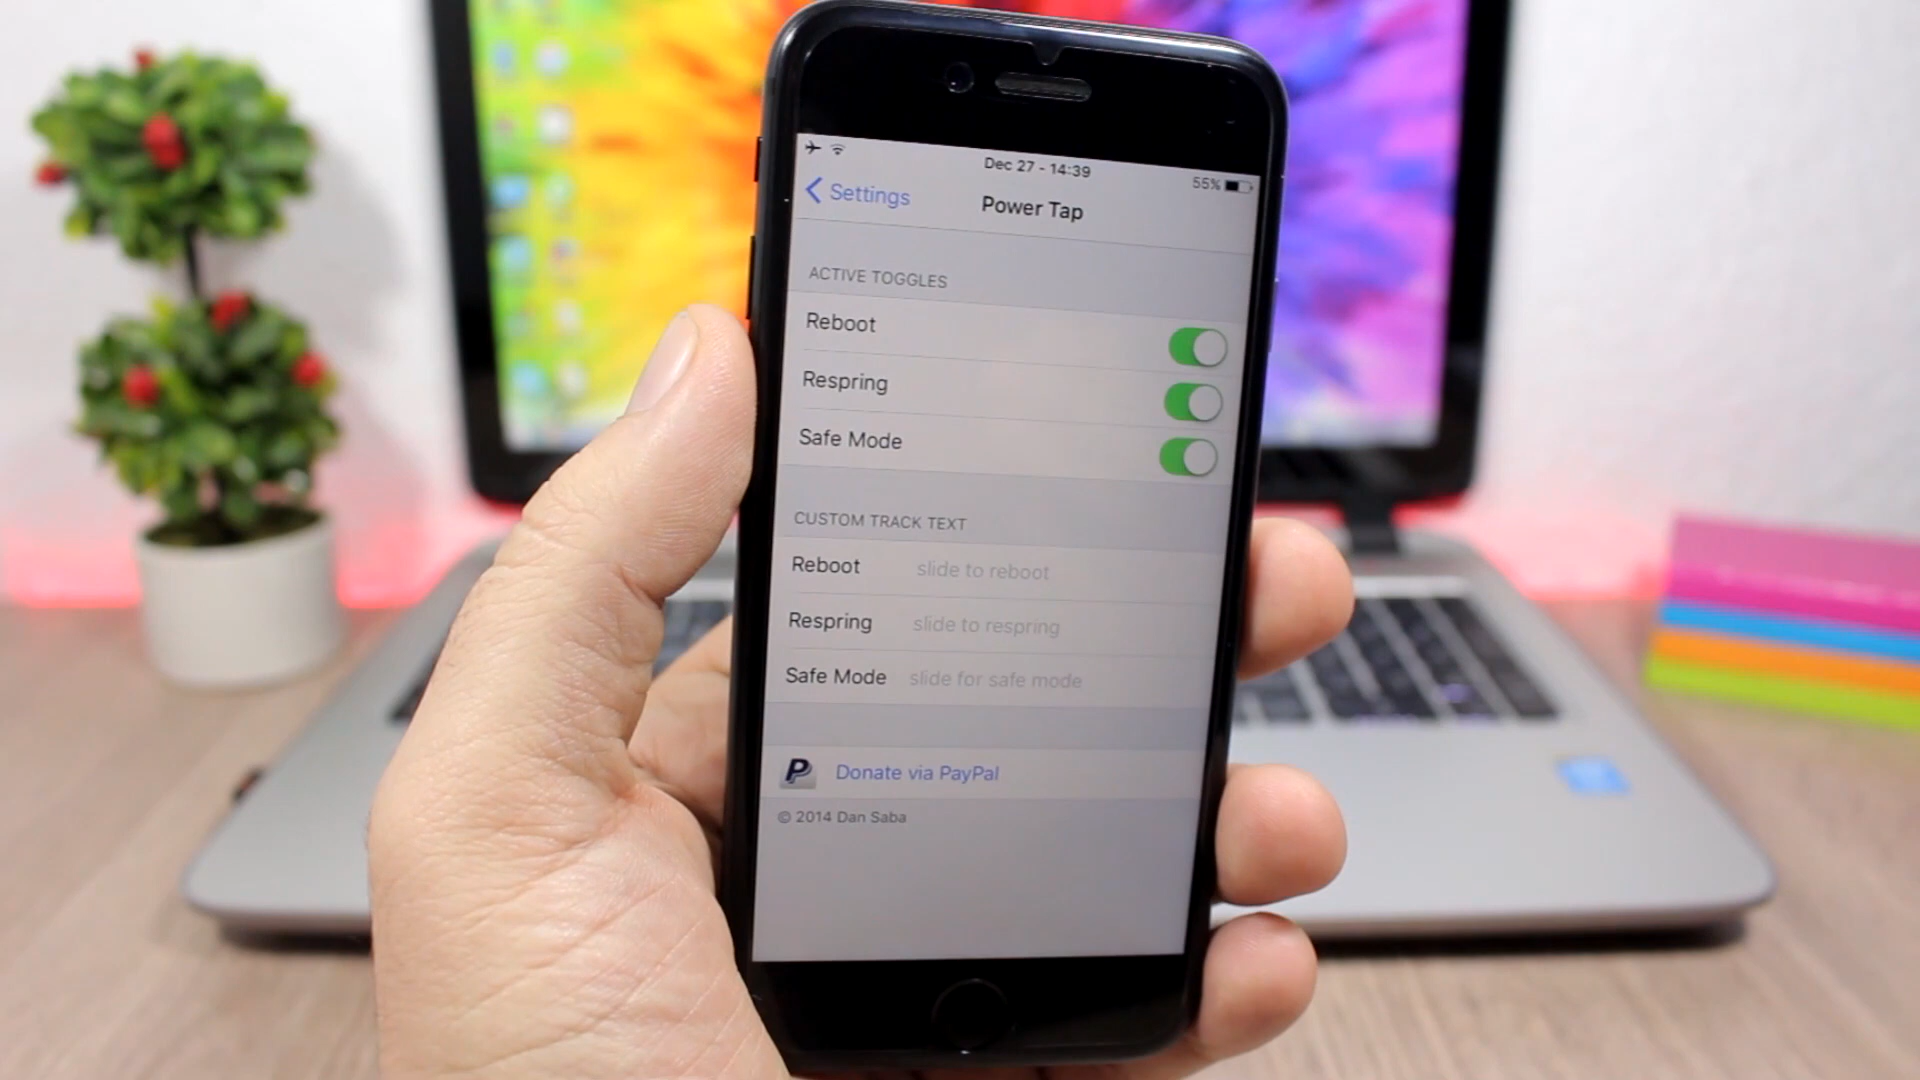 Dec 27 - 14:39
55%
Settings
Power Tap
ACTIVE TOGGLES
Reboot
Respring
Safe Mode
CUSTOM TRACK TEXT
Reboot slide to reboot
Respring slide to respring
Safe Mode slide for safe mode
Donate via PayPal
© 2014 Dan Saba